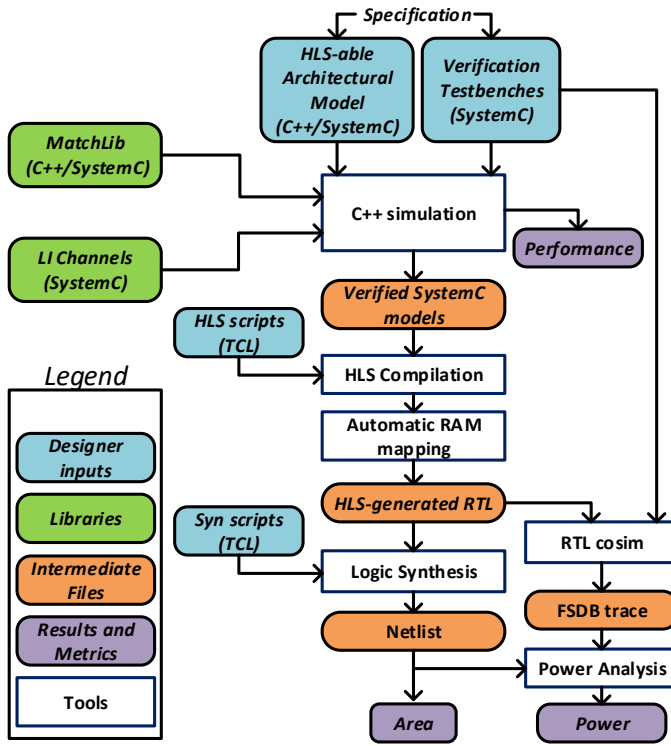 Specification
HLS-able
Architectural
Model
(C++/SystemC)
Verification
Testbenches
(SystemC)
MatchLib
(C++/SystemC)
C++ simulation
LI Channels
(SystemC)
Performance
Verified SystemC
models
HLS scripts
(TCL)
HLS Compilation
Automatic RAM
mapping
HLS-generated RTL
Syn scripts
(TCL)
Logic Synthesis
RTL cosim
Netlist
FSDB trace
Power Analysis
Area
Power
Legend
Designer
inputs
Libraries
Intermediate
Files
Results and
Metrics
Tools